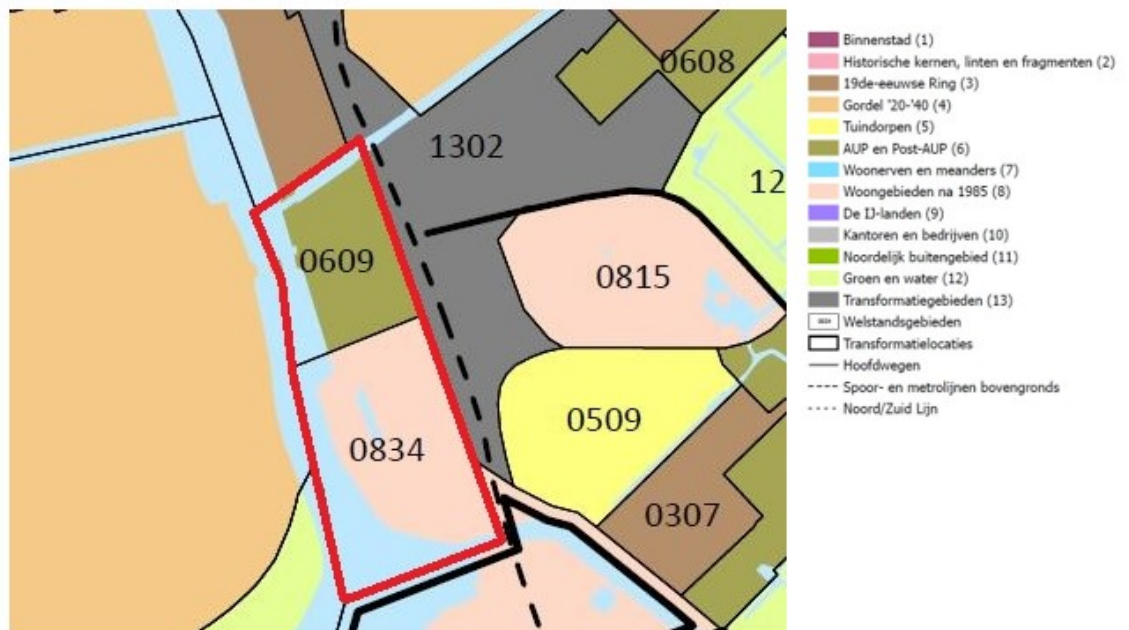 0608
1302
12
0609
0815
0509
0834
0307
Binnenstad (1)
Historische kernen, linten en fragmenten (2)
19de-eeuwse Ring (3)
Gordel '20-'40 (4)
Tuindorpen (5)
AUP en Post-AUP (6)
Woonerven en meanders (7)
Woongebieden na 1985 (8)
De IJ-landen (9)
Kantoren en bedrijven (10)
Noordelijk buitengebied (11)
Groen en water (12)
Transformatiegebieden (13)
Welstandsgebieden
Transformatielocaties
Hoofdwegen
Spoor- en metrolijnen bovengronds
Noord/Zuid Lijn